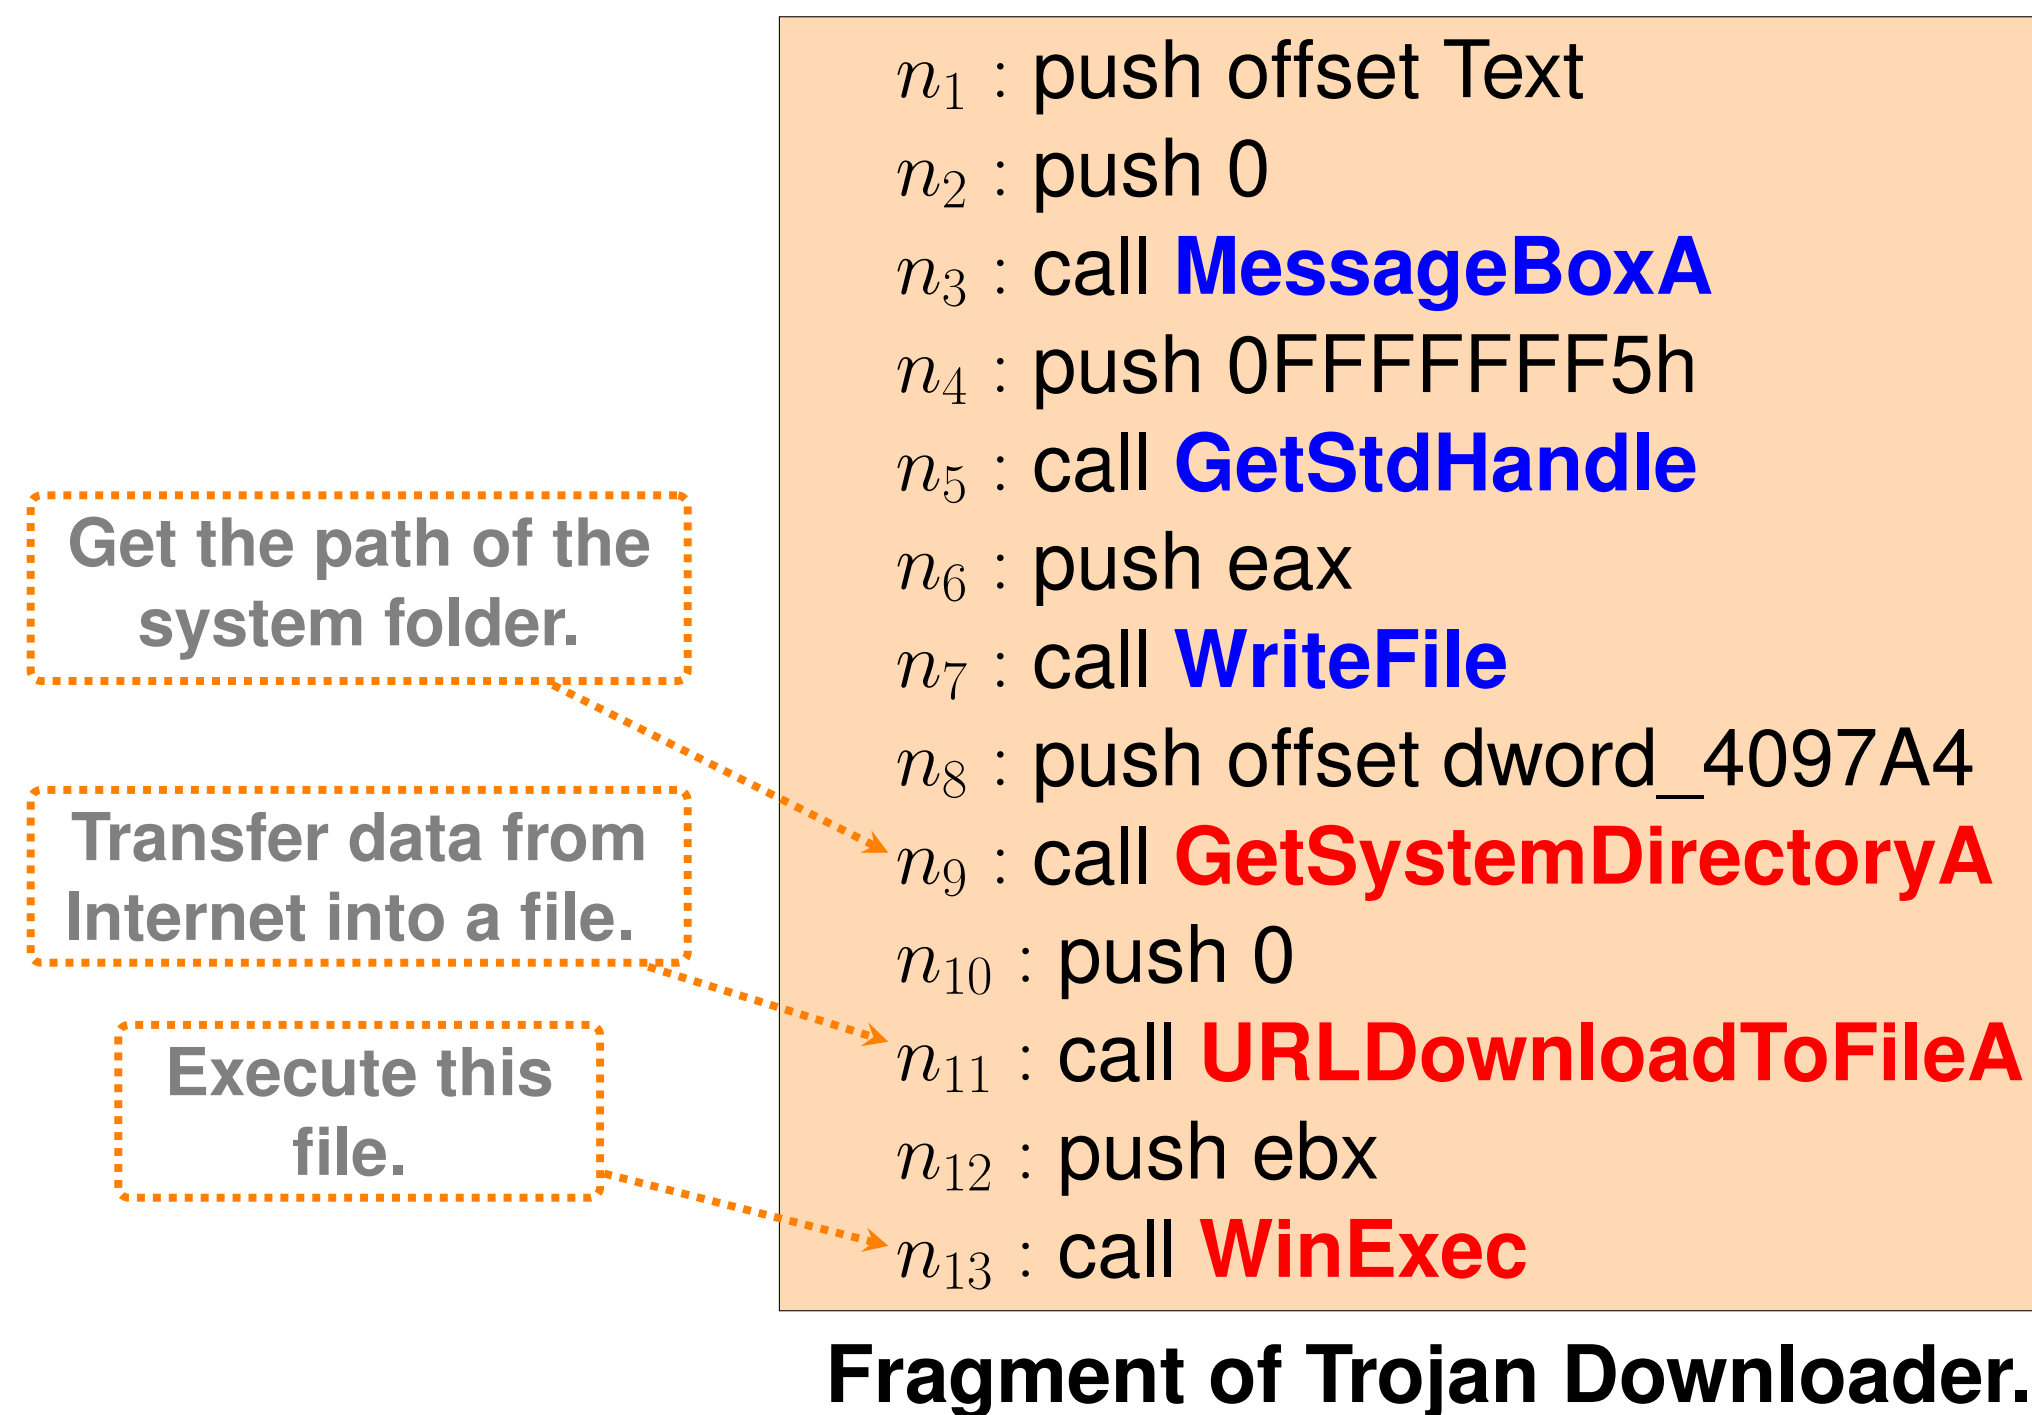 n1 : push offset Text
n2 : push 0
n3 : call MessageBoxA
n4 : push 0FFFFFFF5h
n5 : call GetStdHandle
n6 : push eax
n7 : call WriteFile
n8 : push offset dword_4097A4
n9 : call GetSystemDirectoryA
n10 : push 0
n11 : call URLDownloadToFileA
n12 : push ebx
n13 : call WinExec
Get the path of the
system folder.
Transfer data from
Internet into a file.
Execute this
file.
Fragment of Trojan Downloader.